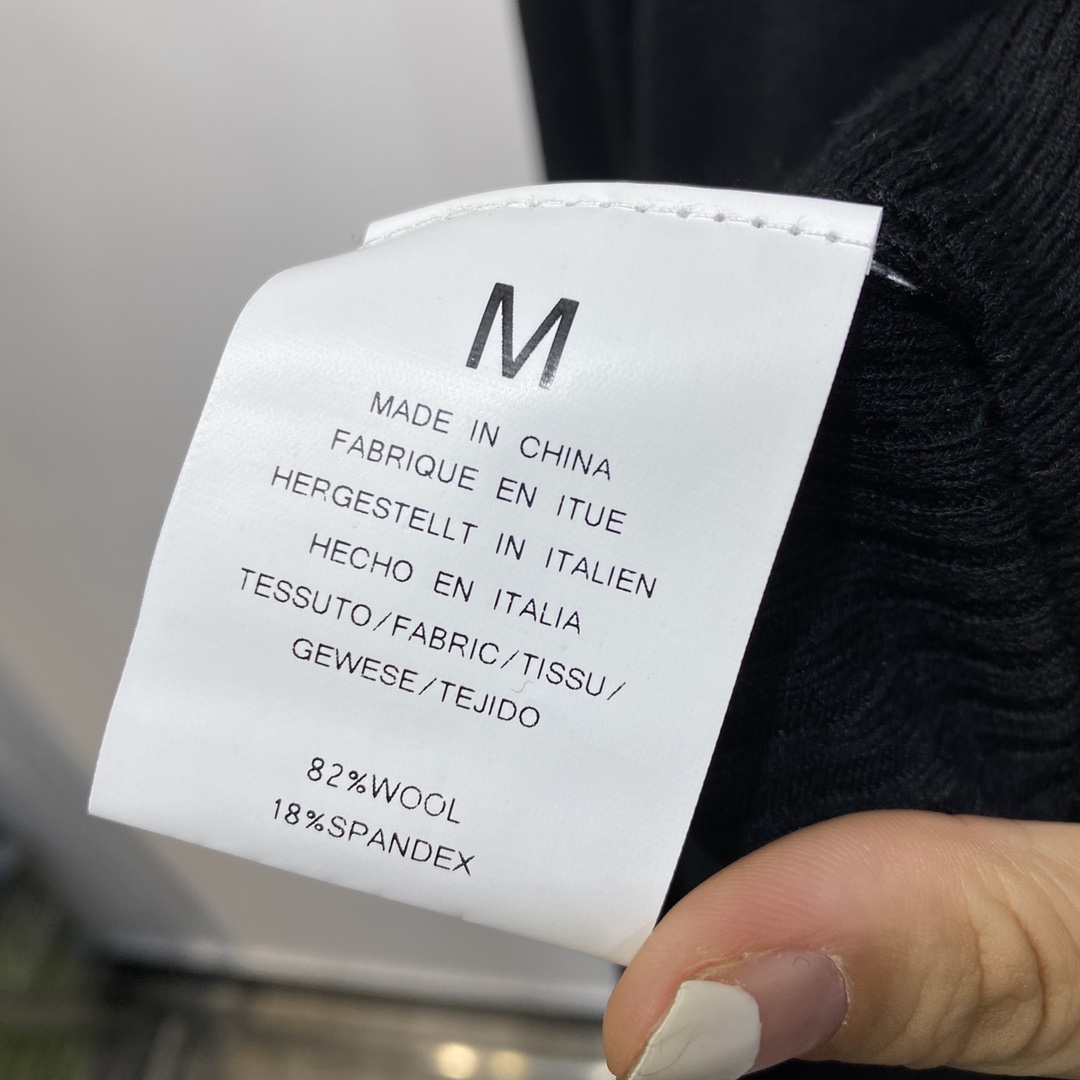 M
MADE IN CHINA
FABRIQUE EN ITUE
HERGESTELLT IN ITALIEN
HECHO EN ITALIA
TESSUTO/FABRIC/TISSU/
GEWESE/TEJIDO
82%WOOL
18%SPANDEX